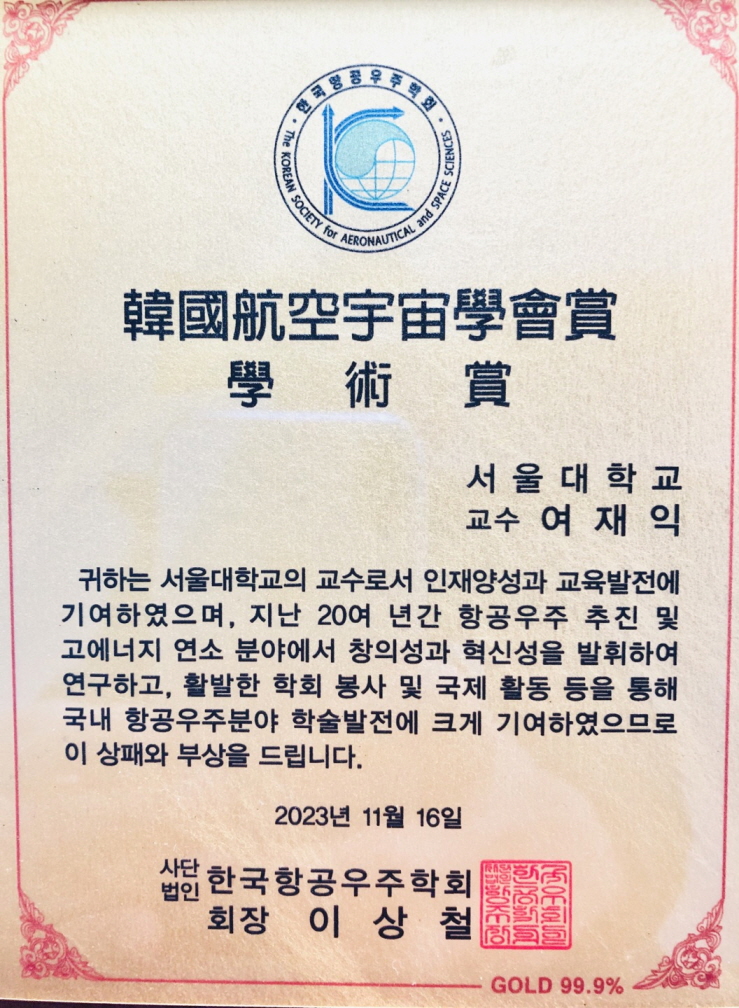 한국항공우주학회
The KOREAN SOCIETY for AERONAUTICAL and SPACE SCIENCES
韓國航空宇宙學會賞
學術賞
서울대학교
교수 여재익
귀하는 서울대학교의 교수로서 인재양성과 교육발전에
기여하였으며, 지난 20여 년간 항공우주 추진 및
고에너지 연소 분야에서 창의성과 혁신성을 발휘하여
연구하고, 활발한 학회 봉사 및 국제 활동 등을 통해
국내 항공우주분야 학술발전에 크게 기여하였으므로
이 상패와 부상을 드립니다.
2023년 11월 16일
사단법인 한국항공우주학회
회장 이상철
GOLD 99.9%